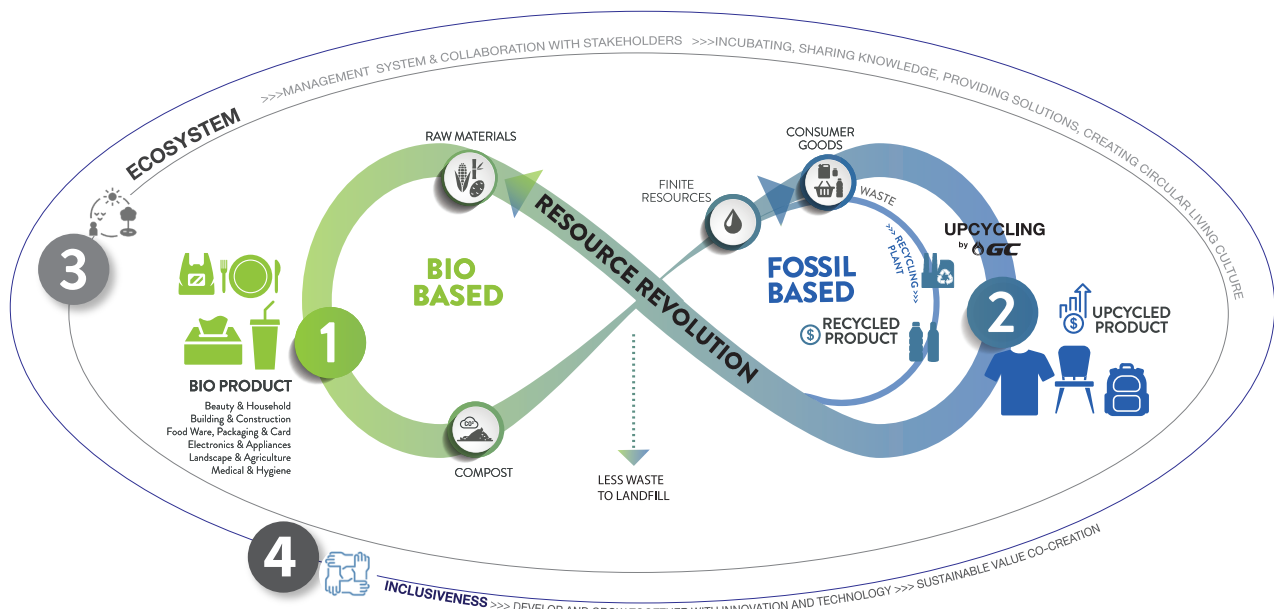 >>>MANAGEMENT SYSTEM & COLLABORATION WITH STAKEHOLDERS >>>INCUBATING, SHARING KNOWLEDGE, PROVIDING SOLUTIONS, CREATING CIRCULAR LIVING CULTURE
ECOSYSTEM
3
RAW MATERIALS
CONSUMER
GOODS
FINITE
RESOURCES
WASTE
>>> RECYCLING >>>
PLANT
UPCYCLING
by GC
RESOURCE REVOLUTION
BIO
BASED
FOSSIL
BASED
1
2
$ RECYCLED
PRODUCT
$ UPCYCLED
PRODUCT
BIO PRODUCT
Beauty & Household
Building & Construction
Food Ware, Packaging & Card
Electronics & Appliances
Landscape & Agriculture
Medical & Hygiene
CO²
COMPOST
LESS WASTE
TO LANDFILL
4
INCLUSIVENESS >>> DEVELOP AND GROW TOGETHER WITH INNOVATION AND TECHNOLOGY >>> SUSTAINABLE VALUE CO-CREATION